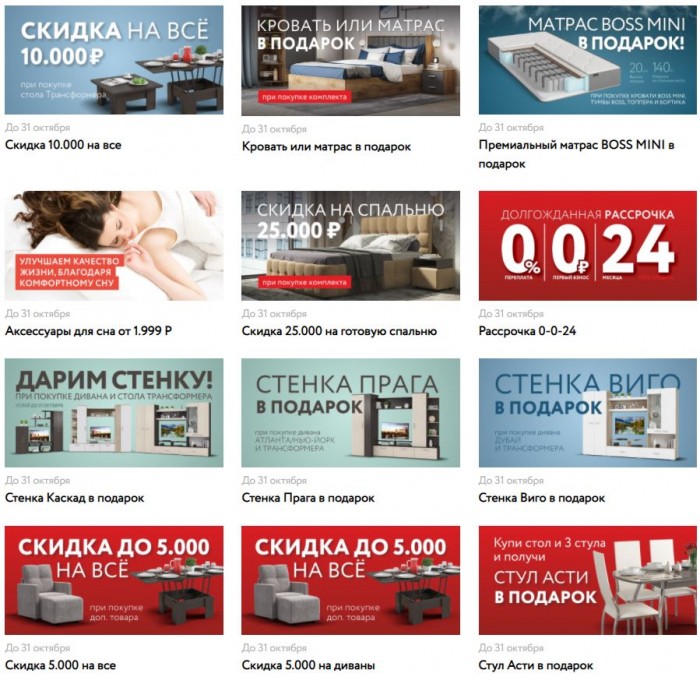 СКИДКА НА ВСЁ
10.000 ₽
при покупке
стола Трансформера
До 31 октября
Скидка 10.000 на все
КРОВАТЬ ИЛИ МАТРАС
В ПОДАРОК
при покупке комплекта
До 31 октября
Кровать или матрас в подарок
МАТРАС BOSS MINI
В ПОДАРОК!
20 см
140 кг
ПРИ ПОКУПКЕ КРОВАТИ BOSS MINI,
ТУМБЫ BOSS, ТОППЕРА И БОРТИКА
До 31 октября
Премиальный матрас BOSS MINI в
подарок
УЛУЧШАЕМ КАЧЕСТВО
ЖИЗНИ, БЛАГОДАРЯ
КОМФОРТНОМУ СНУ
До 31 октября
Аксессуары для сна от 1.999 Р
СКИДКА НА СПАЛЬНЮ
25.000 ₽
при покупке комплекта
До 31 октября
Скидка 25.000 на готовую спальню
ДОЛГОЖДАННАЯ РАССРОЧКА
0% 0₽ 24
ПЕРЕПЛАТА ПЕРВЫЙ ВЗНОС МЕСЯЦА
До 31 октября
Рассрочка 0-0-24
ДАРИМ СТЕНКУ!
ПРИ ПОКУПКЕ ДИВАНА И СТОЛА ТРАНСФОРМЕРА
До 31 октября
Стенка Каскад в подарок
СТЕНКА ПРАГА
В ПОДАРОК
при покупке дивана
АТЛАНТА/НЬЮ-ЙОРК
И ТРАНСФОРМЕРА
До 31 октября
Стенка Прага в подарок
СТЕНКА ВИГО
В ПОДАРОК
при покупке дивана
ДУБАЙ
И ТРАНСФОРМЕРА
До 31 октября
Стенка Виго в подарок
СКИДКА ДО 5.000
НА ВСЁ
при покупке
доп. товара
До 31 октября
Скидка 5.000 на все
СКИДКА ДО 5.000
НА ВСЁ
при покупке
доп. товара
До 31 октября
Скидка 5.000 на диваны
Купи стол и 3 стула
и получи
СТУЛ АСТИ
В ПОДАРОК
До 31 октября
Стул Асти в подарок